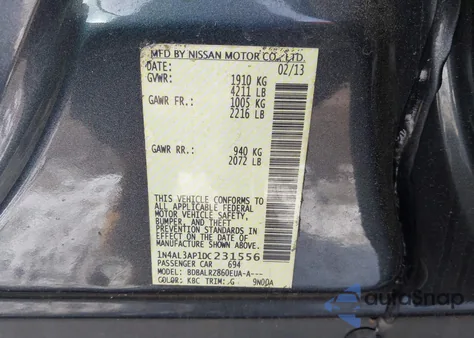 MFD BY NISSAN MOTOR CO., LTD.
DATE: 02/13
GVWR: 1910 KG
4211 LB
GAWR FR.: 1005 KG
2216 LB
GAWR RR.: 940 KG
2072 LB
THIS VEHICLE CONFORMS TO
ALL APPLICABLE FEDERAL
MOTOR VEHICLE SAFETY,
BUMPER, AND THEFT PREVENTION
STANDARDS IN EFFECT ON THE
DATE OF MANUFACTURE
SHOWN ABOVE.
1N4AL3AP1DC231556
PASSENGER CAR 694
MODEL: BDBALRZ860EUA-A---
COLOR: KBC TRIM: G 9N00A
autosnap